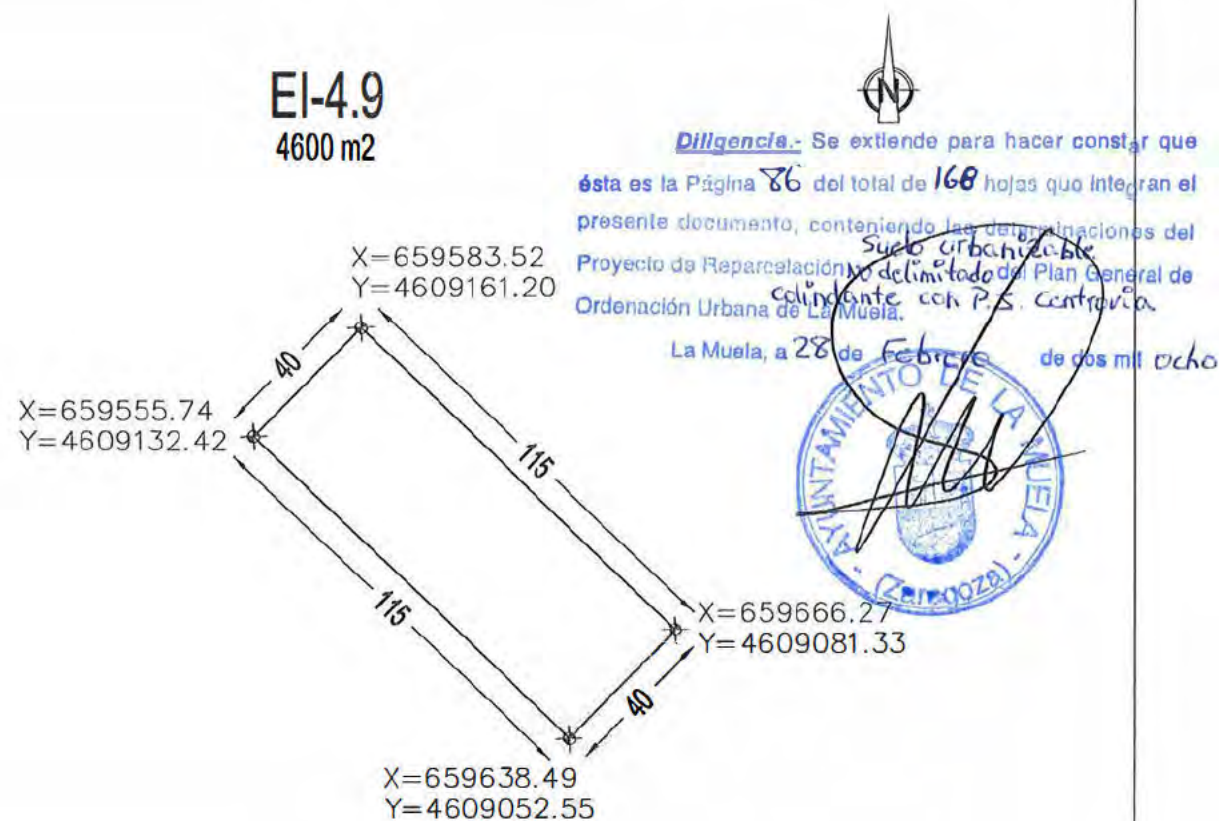 EI-4.9
4600 m2
N
Diligencia.- Se extiende para hacer constar que
ésta es la Página 86 del total de 168 hojas que integran el
presente documento, conteniendo las determinaciones del
Suelo urbanizable
Proyecto de Reparcelación No delimitado del Plan General de
colindante con P.S. Centrovia
Ordenación Urbana de La Muela.
La Muela, a 28 de Febrero de dos mil ocho
AYUNTAMIENTO DE LA MUELA - (Zaragoza) -
X=659583.52
Y=4609161.20
40
X=659555.74
Y=4609132.42
115
115
X=659666.27
Y=4609081.33
40
X=659638.49
Y=4609052.55